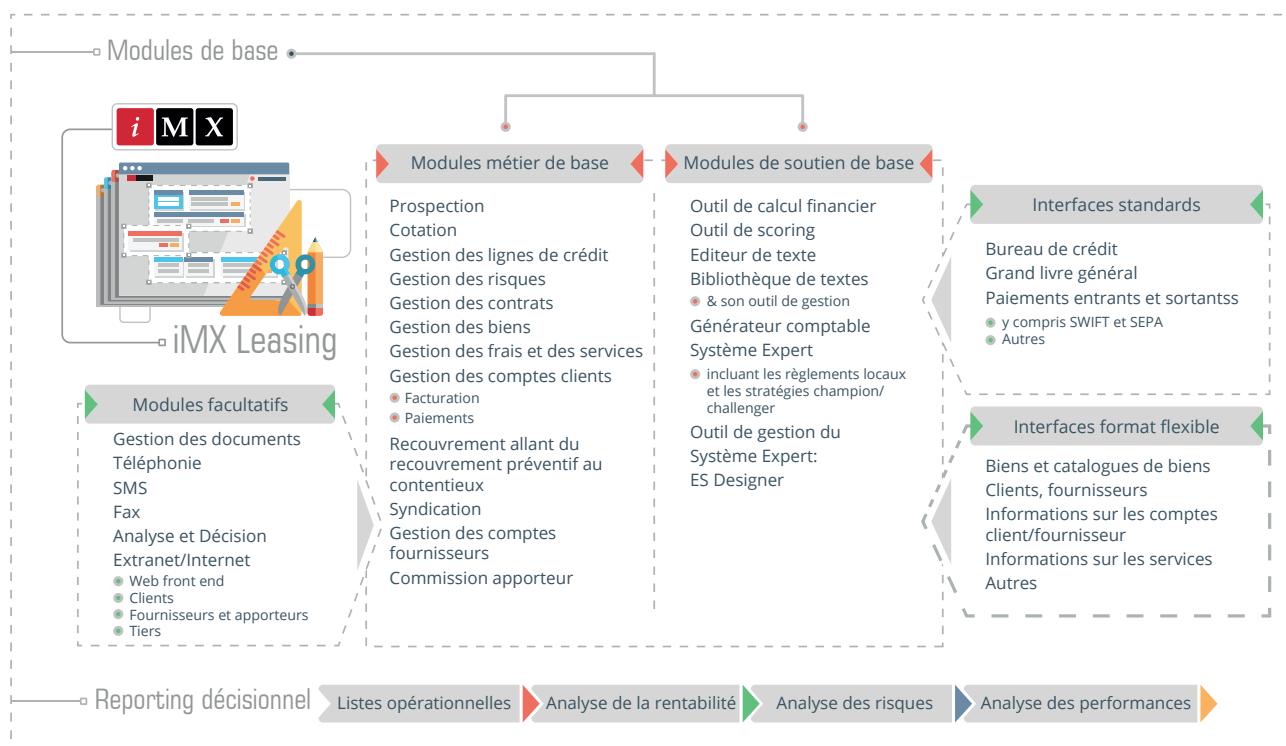 Modules de base
iMX
iMX Leasing
Modules métier de base
Prospection
Cotation
Gestion des lignes de crédit
Gestion des risques
Gestion des contrats
Gestion des biens
Gestion des frais et des services
Gestion des comptes clients
Facturation
Paiements
Recouvrement allant du
recouvrement préventif au
contentieux
Syndication
Gestion des comptes
fournisseurs
Commission apporteur
Modules de soutien de base
Outil de calcul financier
Outil de scoring
Editeur de texte
Bibliothèque de textes
& son outil de gestion
Générateur comptable
Système Expert
incluant les règlements locaux
et les stratégies champion/
challenger
Outil de gestion du
Système Expert:
ES Designer
Interfaces standards
Bureau de crédit
Grand livre général
Paiements entrants et sortantss
y compris SWIFT et SEPA
Autres
Interfaces format flexible
Biens et catalogues de biens
Clients, fournisseurs
Informations sur les comptes
client/fournisseur
Informations sur les services
Autres
Modules facultatifs
Gestion des documents
Téléphonie
SMS
Fax
Analyse et Décision
Extranet/Internet
Web front end
Clients
Fournisseurs et apporteurs
Tiers
Reporting décisionnel
Listes opérationnelles
Analyse de la rentabilité
Analyse des risques
Analyse des performances